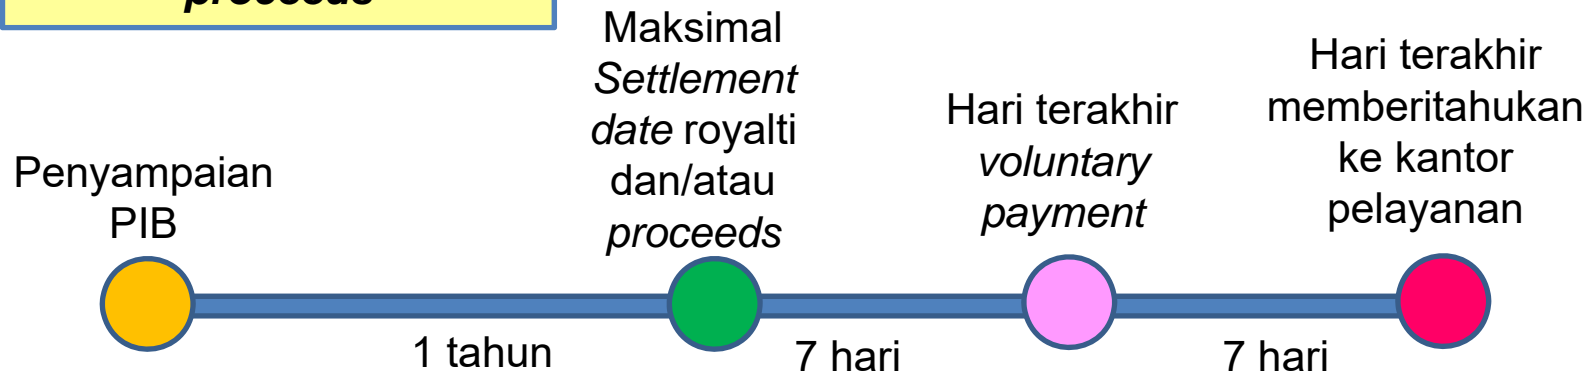 proceeds
Maksimal
Settlement
date royalti
dan/atau
proceeds
Hari terakhir
voluntary
payment
Hari terakhir
memberitahukan
ke kantor
pelayanan
Penyampaian
PIB
1 tahun
7 hari
7 hari